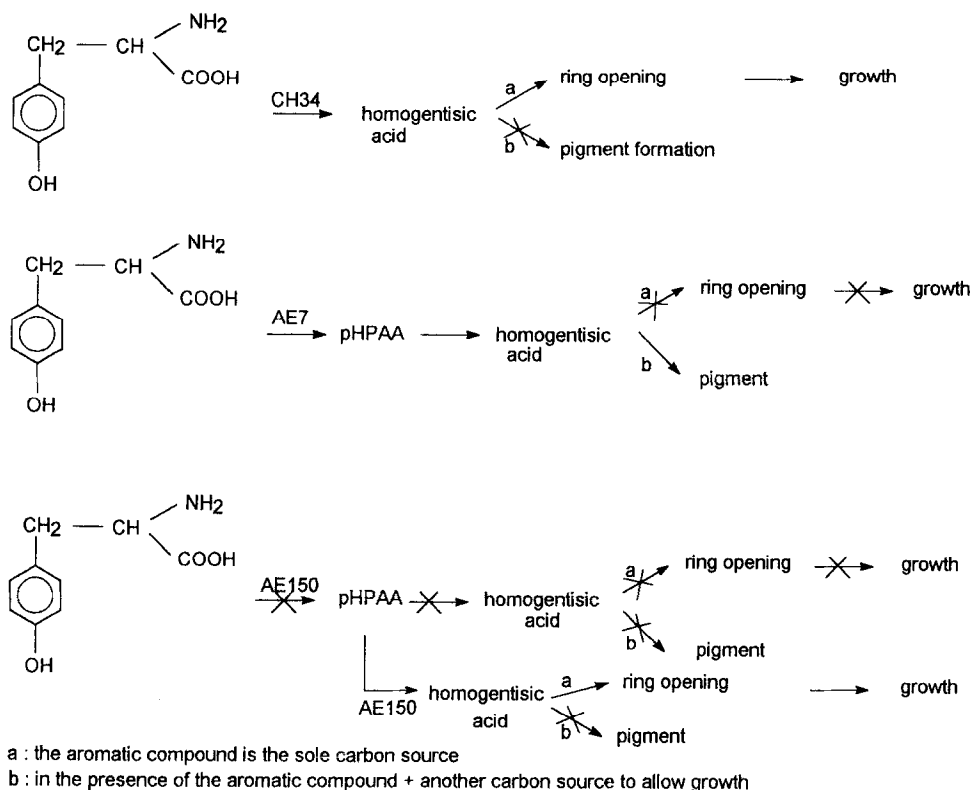 NH2
CH2 — CH
COOH
OH
CH34
homogentisic
acid
a
ring opening
growth
b
pigment formation
NH2
CH2 — CH
COOH
OH
AE7
pHPAA
homogentisic
acid
a
ring opening
growth
b
pigment
NH2
CH2 — CH
COOH
OH
AE150
pHPAA
homogentisic
acid
a
ring opening
growth
b
pigment
AE150
homogentisic
acid
a
ring opening
growth
b
pigment
a : the aromatic compound is the sole carbon source
b : in the presence of the aromatic compound + another carbon source to allow growth